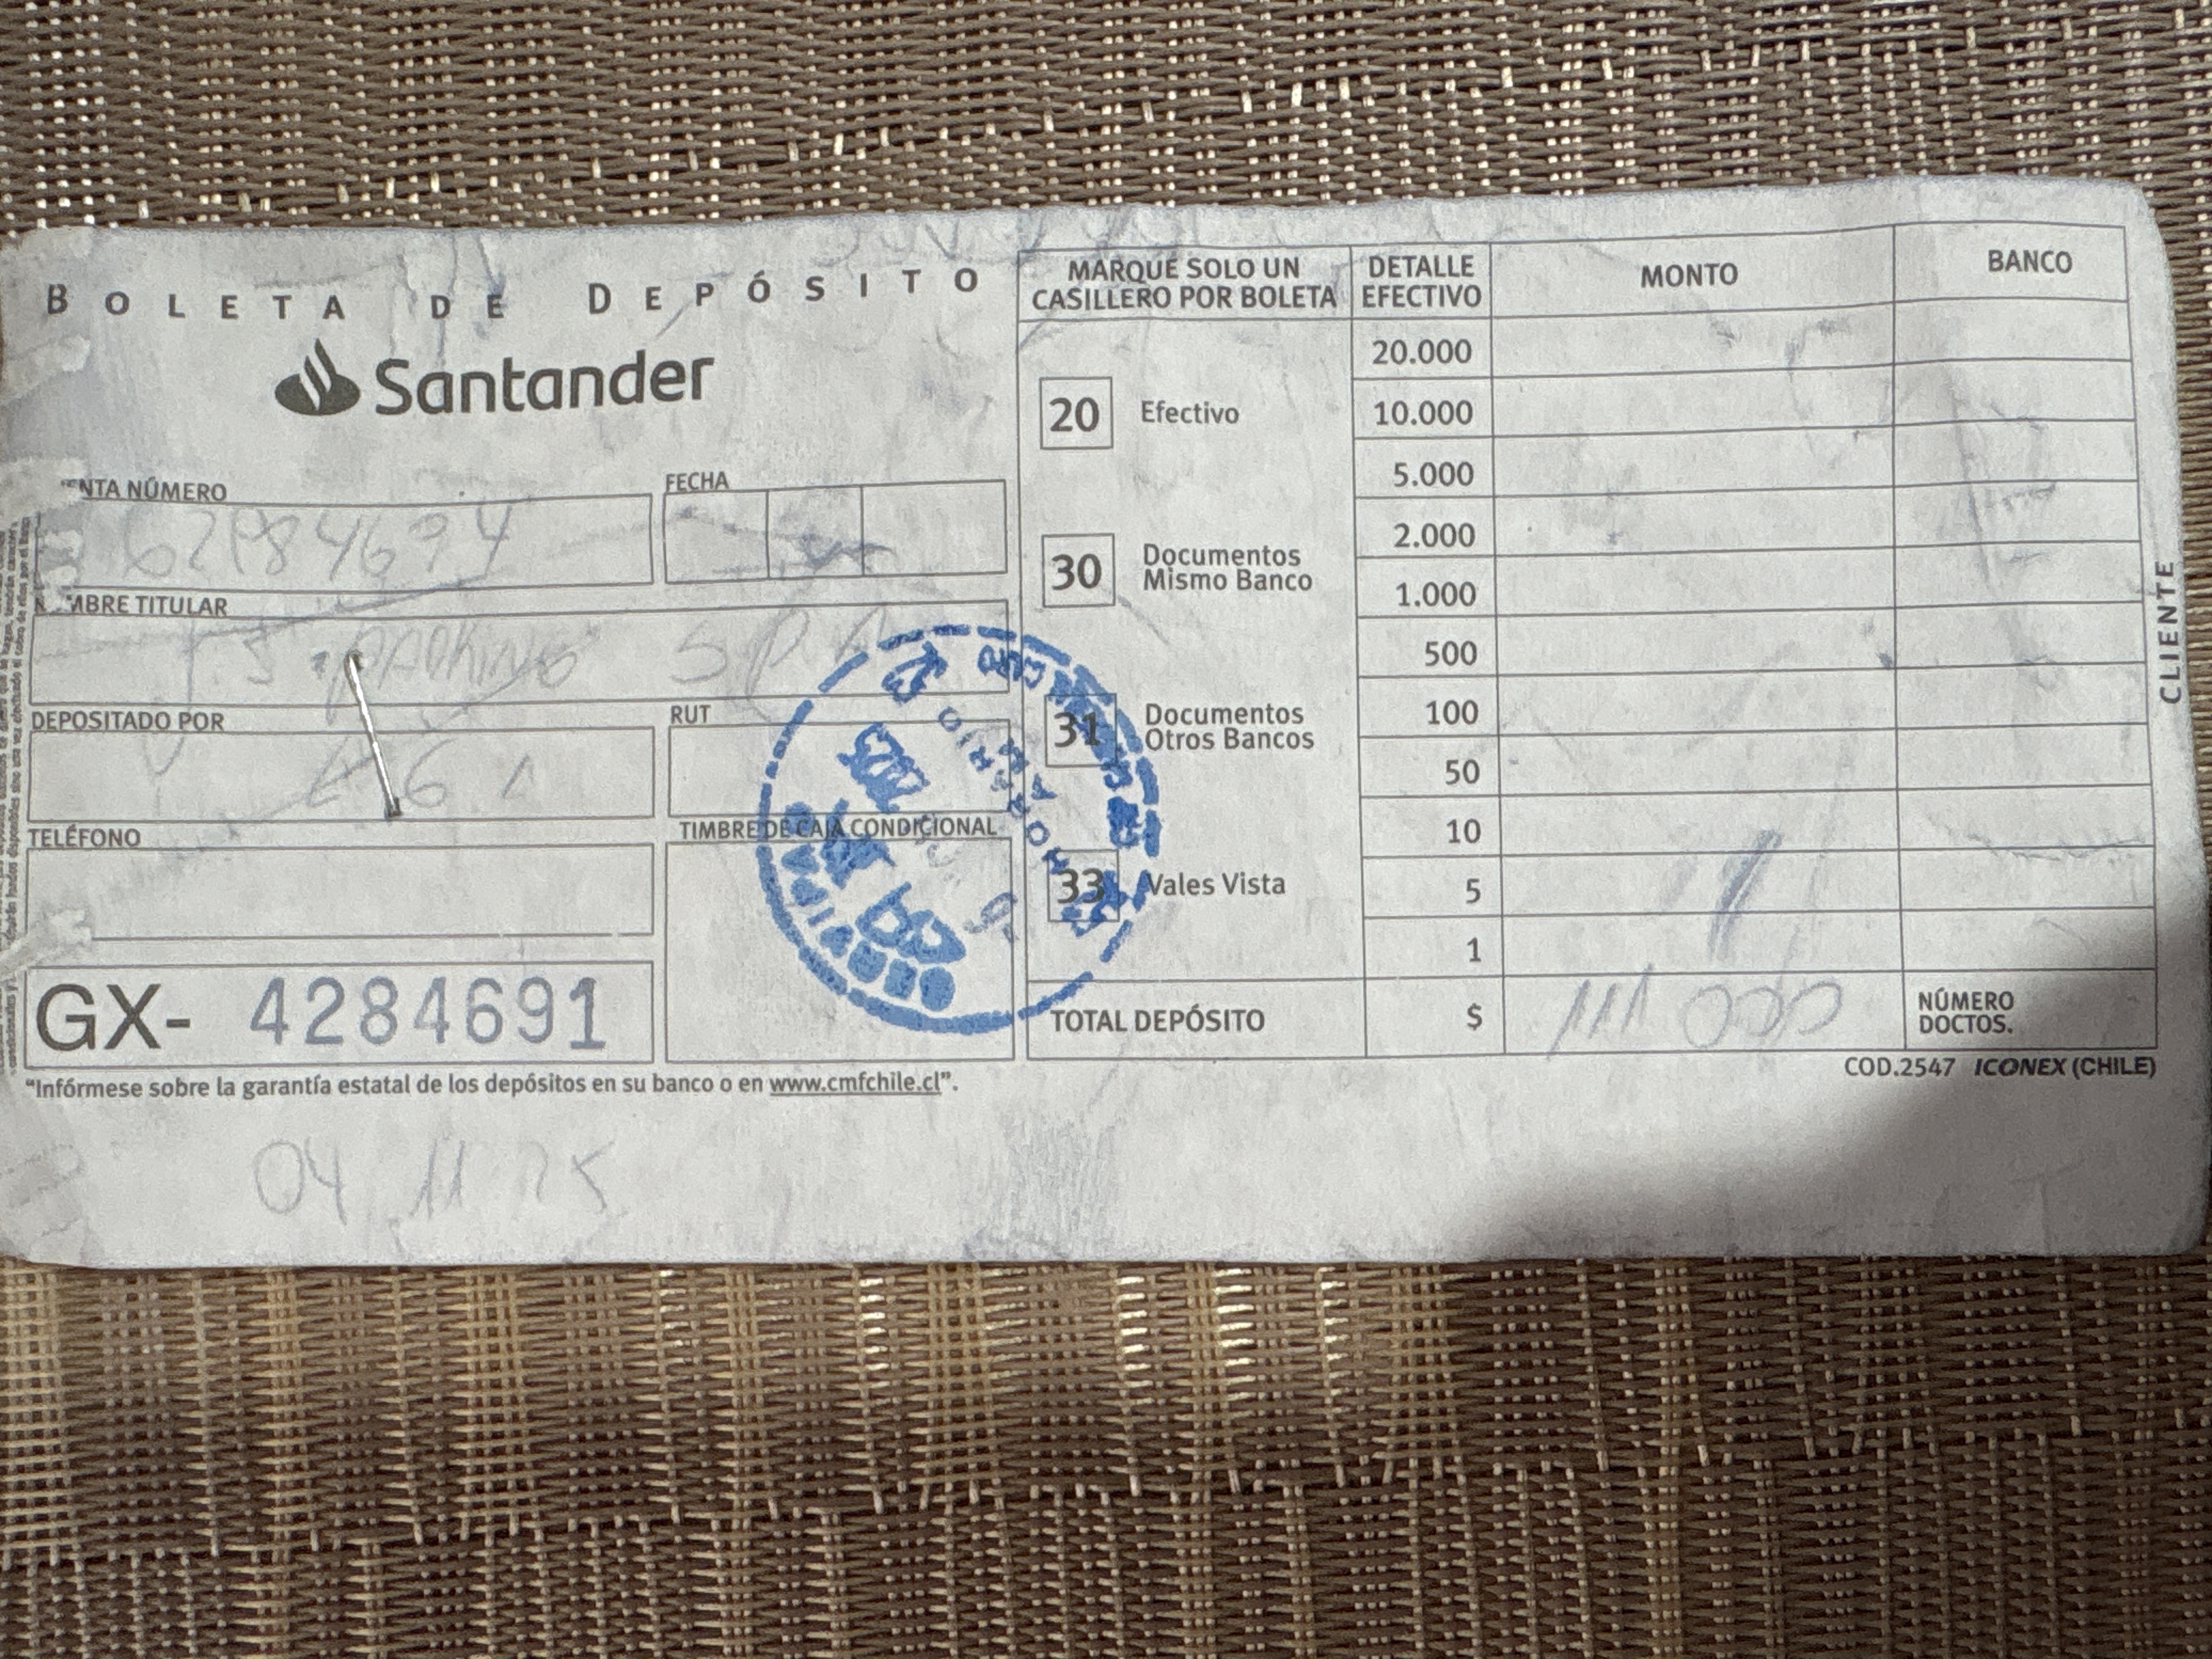 BOLETA DE DEPÓSITO
Santander
NTA NÚMERO
FECHA
MBRE TITULAR
PARKING SPA
DEPOSITADO POR
RUT
TELÉFONO
TIMBRE DE CAJA CONDICIONAL
GX- 4284691
"Infórmese sobre la garantía estatal de los depósitos en su banco o en www.cmfchile.cl".
04 11 25
MARQUE SOLO UN
CASILLERO POR BOLETA
20 Efectivo
30 Documentos
Mismo Banco
31 Documentos
Otros Bancos
33 Vales Vista
TOTAL DEPÓSITO
DETALLE
EFECTIVO
20.000
10.000
5.000
2.000
1.000
500
100
50
10
5
1
$
MONTO
BANCO
NÚMERO
DOCTOS.
CLIENTE
HORARIO
COD.2547 ICONEX (CHILE)